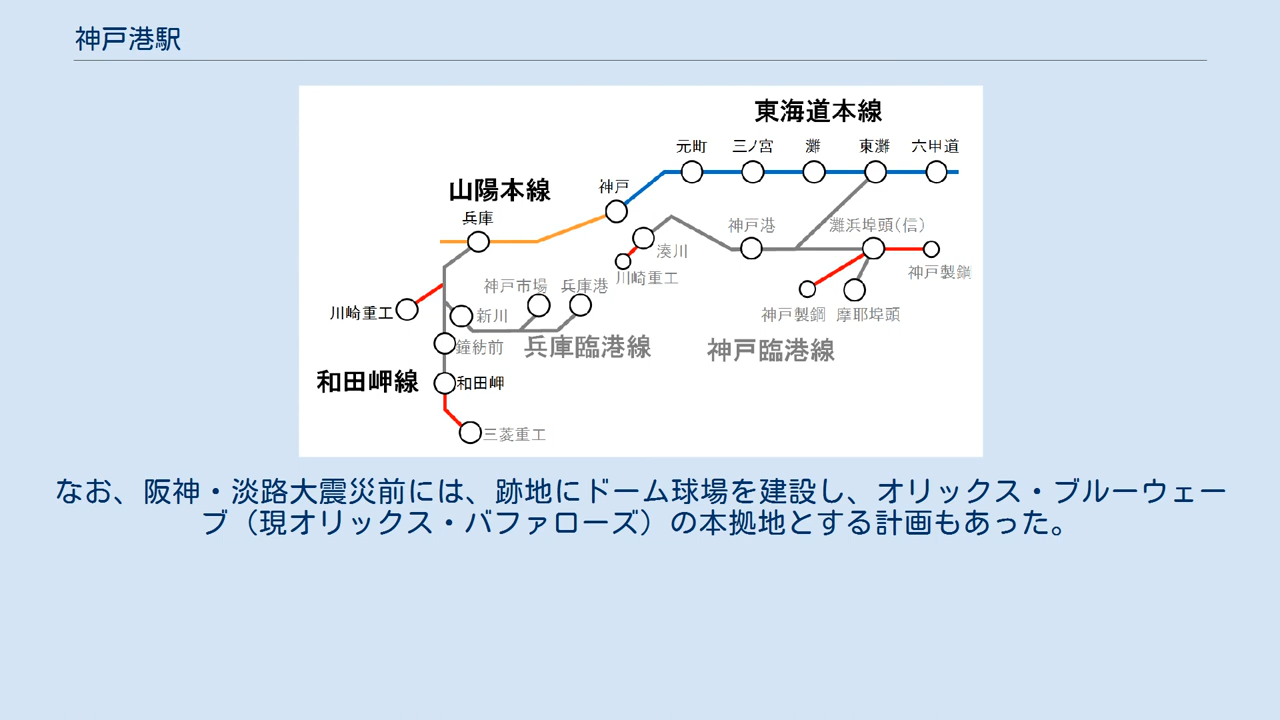 神戸港駅
東海道本線
元町 三ノ宮 灘 東灘 六甲道
山陽本線
神戸
兵庫
神戸港
灘浜埠頭(信)
湊川
神戸製鋼
川崎重工
神戸市場
兵庫港
川崎重工
新川
神戸製鋼
摩耶埠頭
鐘紡前
兵庫臨港線
神戸臨港線
和田岬線
和田岬
三菱重工
なお、阪神・淡路大震災前には、跡地にドーム球場を建設し、オリックス・ブルーウェー
ブ（現オリックス・バファローズ）の本拠地とする計画もあった。